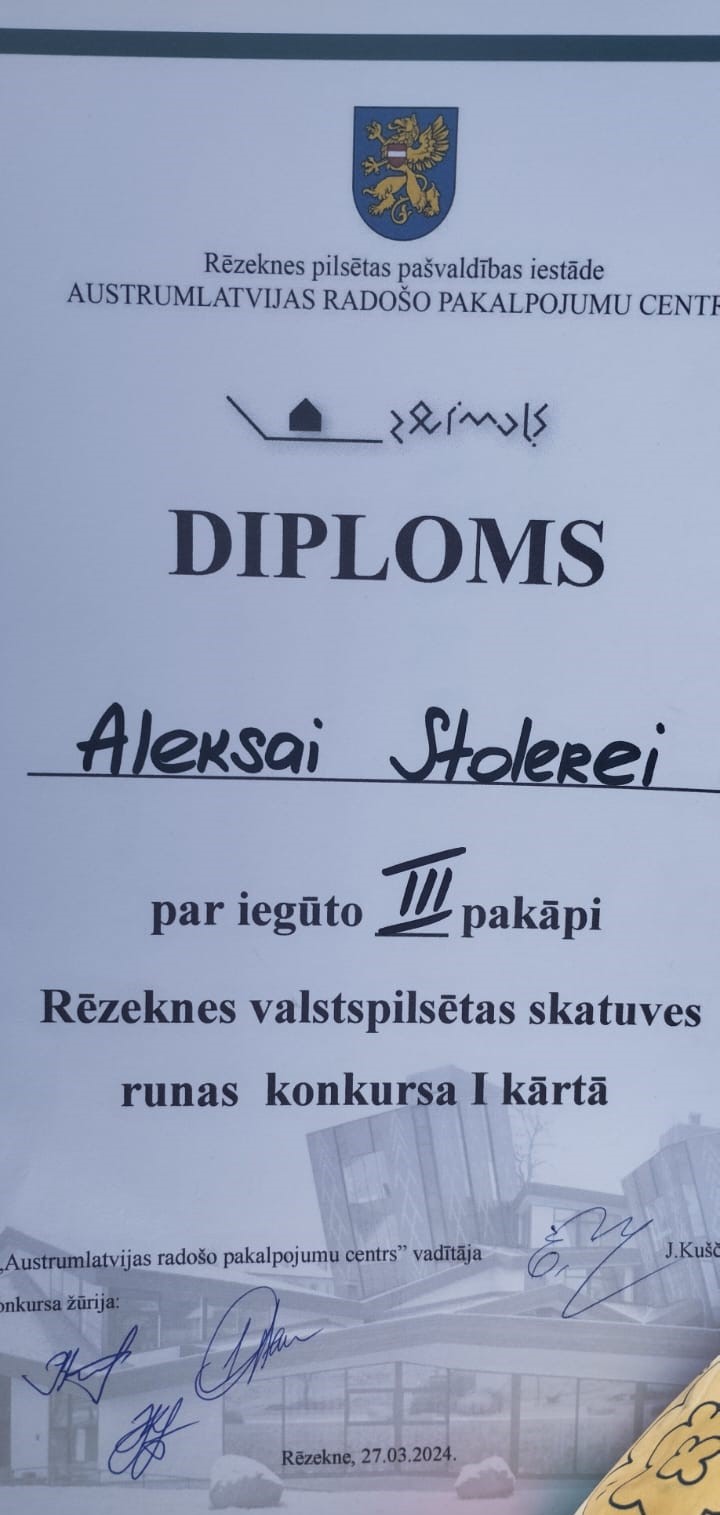 Rēzeknes pilsētas pašvaldības iestāde
AUSTRUMLATVIJAS RADOŠO PAKALPOJUMU CENTR
DIPLOMS
Aleksai Stolerei
par iegūto III pakāpi
Rēzeknes valstspilsētas skatuves
runas konkursa I kārtā
„Austrumlatvijas radošo pakalpojumu centrs” vadītāja J.Kušč
onkursa žūrija:
Rēzekne, 27.03.2024.